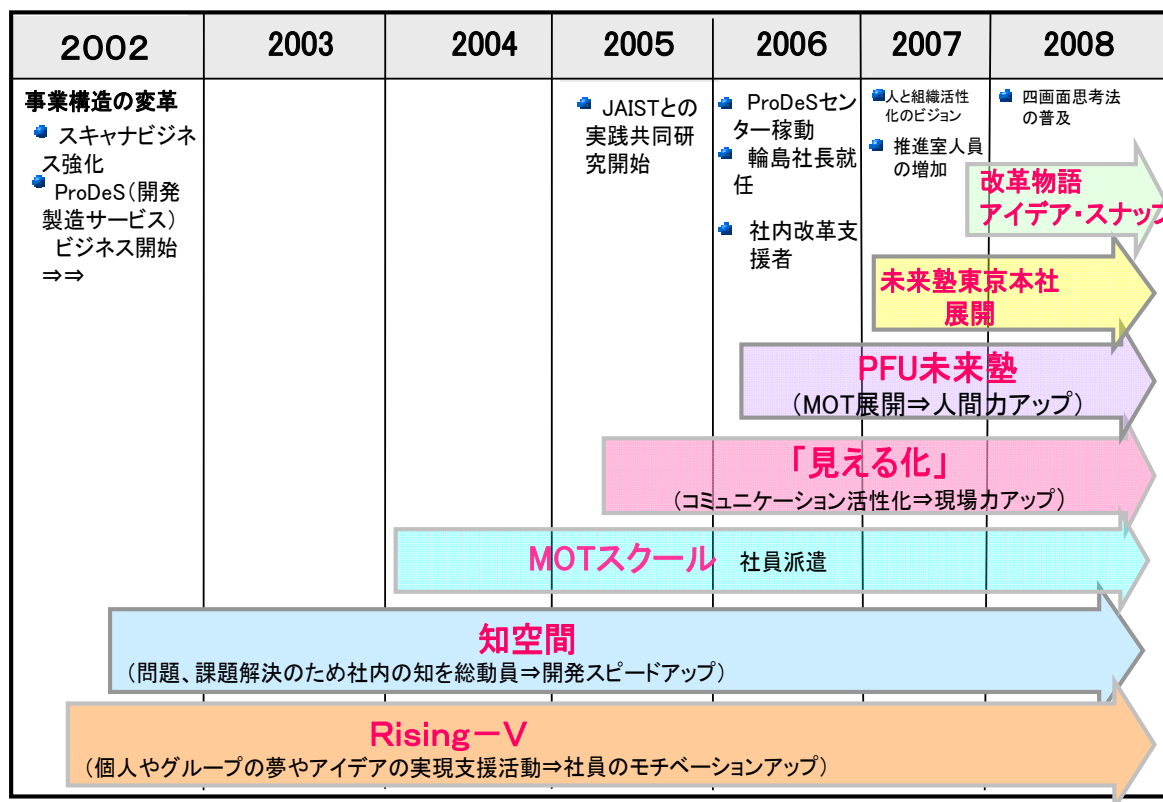 2002 2003 2004 2005 2006 2007 2008
事業構造の変革
スキャナビジネ
ス強化
ProDeS(開発
製造サービス)
ビジネス開始
⇒⇒
JAISTとの
実践共同研
究開始
ProDeSセン
ター稼動
輪島社長就
任
社内改革支
援者
人と組織活性
化のビジョン
推進室人員
の増加
四画面思考法
の普及
改革物語
アイデア・スナップ
未来塾東京本社
展開
PFU未来塾
(MOT展開⇒人間力アップ)
「見える化」
(コミュニケーション活性化⇒現場力アップ)
MOTスクール 社員派遣
知空間
(問題、課題解決のため社内の知を総動員⇒開発スピードアップ)
Rising-V
(個人やグループの夢やアイデアの実現支援活動⇒社員のモチベーションアップ)